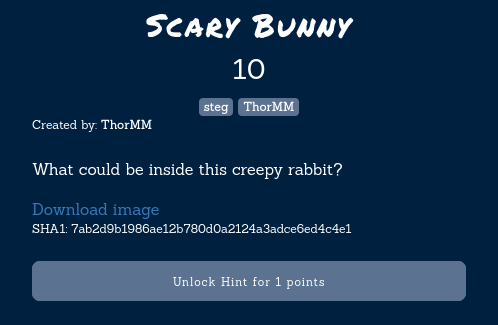 Scary Bunny
10
steg ThorMM
Created by: ThorMM
What could be inside this creepy rabbit?
Download image
SHA1: 7ab2d9b1986ae12b780d0a2124a3adce6ed4c4e1
Unlock Hint for 1 points